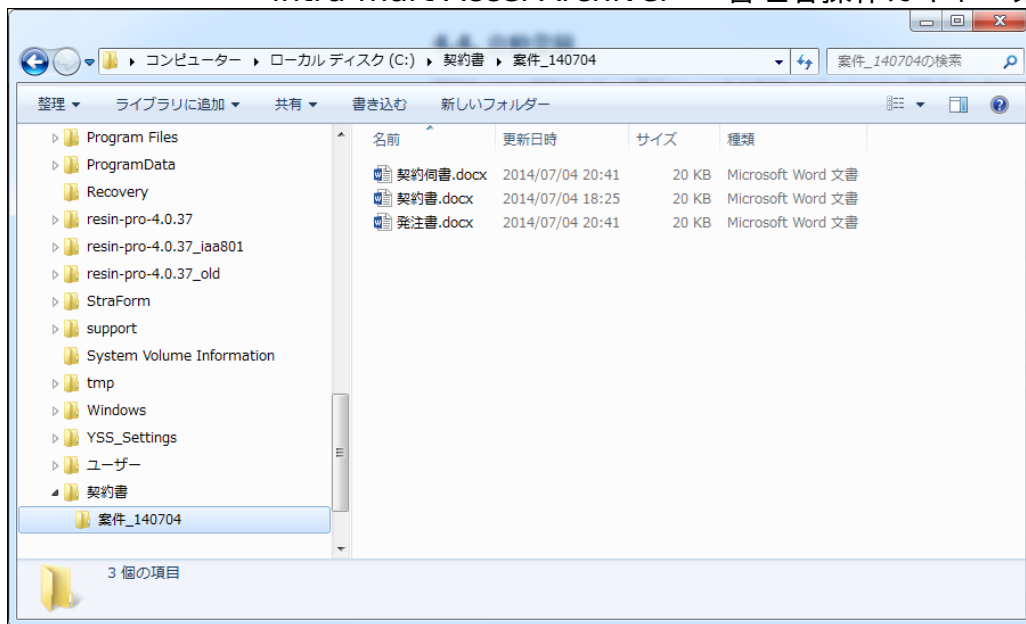 コンピューター ▸ ローカル ディスク (C:) ▸ 契約書 ▸ 案件_140704
案件_140704の検索
整理 ライブラリに追加 共有 書き込む 新しいフォルダー
名前 更新日時 サイズ 種類
Program Files
ProgramData
Recovery
resin-pro-4.0.37
resin-pro-4.0.37_iaa801
resin-pro-4.0.37_old
StraForm
support
System Volume Information
tmp
Windows
YSS_Settings
ユーザー
契約書
案件_140704
契約伺書.docx 2014/07/04 20:41 20 KB Microsoft Word 文書
契約書.docx 2014/07/04 18:25 20 KB Microsoft Word 文書
発注書.docx 2014/07/04 20:41 20 KB Microsoft Word 文書
3 個の項目